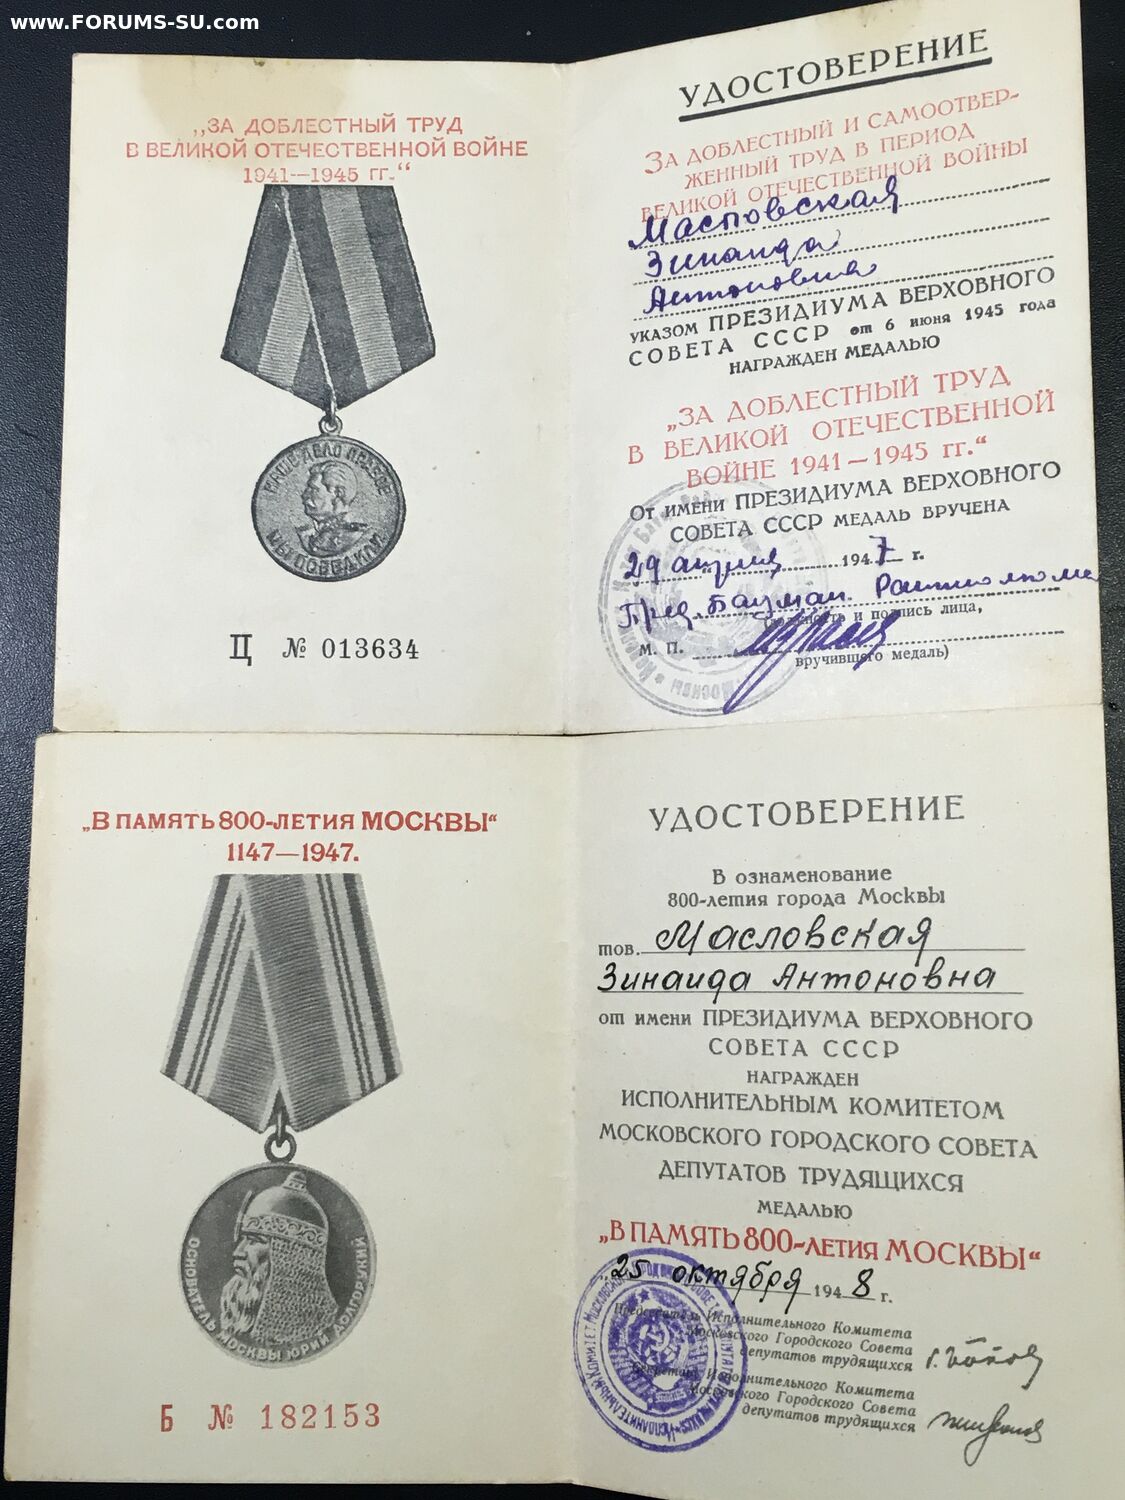 www.FORUMS-SU.com
„ЗА ДОБЛЕСТНЫЙ ТРУД
В ВЕЛИКОЙ ОТЕЧЕСТВЕННОЙ ВОЙНЕ
1941—1945 гг.“
НАШЕ ДЕЛО ПРАВОЕ
МЫ ПОБЕДИЛИ
Ц № 013634
УДОСТОВЕРЕНИЕ
ЗА ДОБЛЕСТНЫЙ И САМООТВЕР-
ЖЕННЫЙ ТРУД В ПЕРИОД
ВЕЛИКОЙ ОТЕЧЕСТВЕННОЙ ВОЙНЫ
Масловская
Зинаида
Антоновна
УКАЗОМ ПРЕЗИДИУМА ВЕРХОВНОГО
СОВЕТА СССР от 6 июня 1945 года
НАГРАЖДЕН МЕДАЛЬЮ
„ЗА ДОБЛЕСТНЫЙ ТРУД
В ВЕЛИКОЙ ОТЕЧЕСТВЕННОЙ
ВОЙНЕ 1941—1945 гг.“
От имени ПРЕЗИДИУМА ВЕРХОВНОГО
СОВЕТА СССР МЕДАЛЬ ВРУЧЕНА
29 апреля 1947 г.
Пред. Бауман. Райисполкома
(должность и подпись лица,
М. П.
вручившего медаль)
„В ПАМЯТЬ 800-ЛЕТИЯ МОСКВЫ“
1147—1947.
ОСНОВАТЕЛЬ МОСКВЫ ЮРИЙ ДОЛГОРУКИЙ
Б № 182153
УДОСТОВЕРЕНИЕ
В ознаменование
800-летия города Москвы
тов. Масловская
Зинаида Антоновна
от имени ПРЕЗИДИУМА ВЕРХОВНОГО
СОВЕТА СССР
НАГРАЖДЕН
ИСПОЛНИТЕЛЬНЫМ КОМИТЕТОМ
МОСКОВСКОГО ГОРОДСКОГО СОВЕТА
ДЕПУТАТОВ ТРУДЯЩИХСЯ
МЕДАЛЬЮ
„В ПАМЯТЬ 800-ЛЕТИЯ МОСКВЫ“
25 октября 1948 г.
Председатель Исполнительного Комитета
Московского Городского Совета
депутатов трудящихся
Секретарь Исполнительного Комитета
Московского Городского Совета
депутатов трудящихся